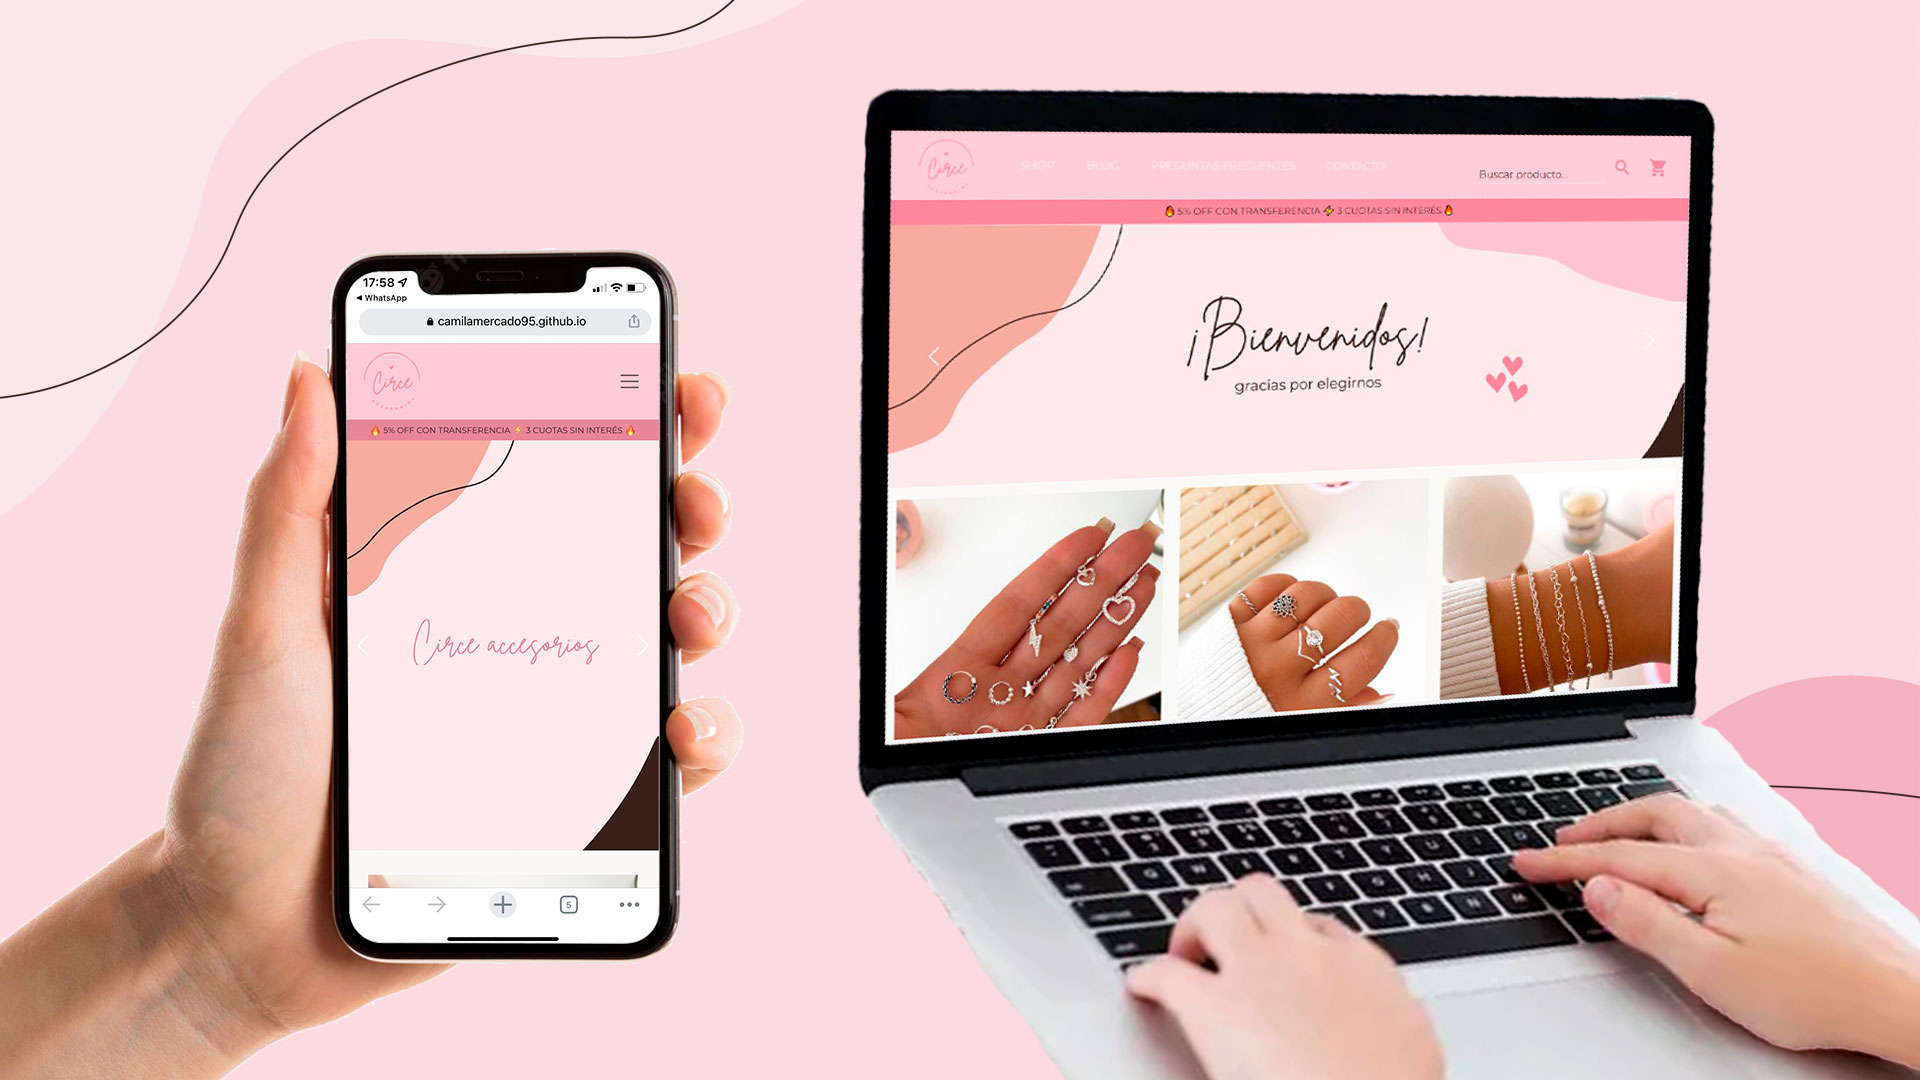 17:58
WhatsApp
camilamercado95.github.io
Circe
ACCESORIOS
🔥 5% OFF CON TRANSFERENCIA ⚡ 3 CUOTAS SIN INTERÉS 🔥
Circe accesorios
5
Circe
ACCESORIOS
SHOP BLOG PREGUNTAS FRECUENTES CONTACTO
Buscar producto...
🔥 5% OFF CON TRANSFERENCIA ⚡ 3 CUOTAS SIN INTERÉS 🔥
¡Bienvenidos!
gracias por elegirnos